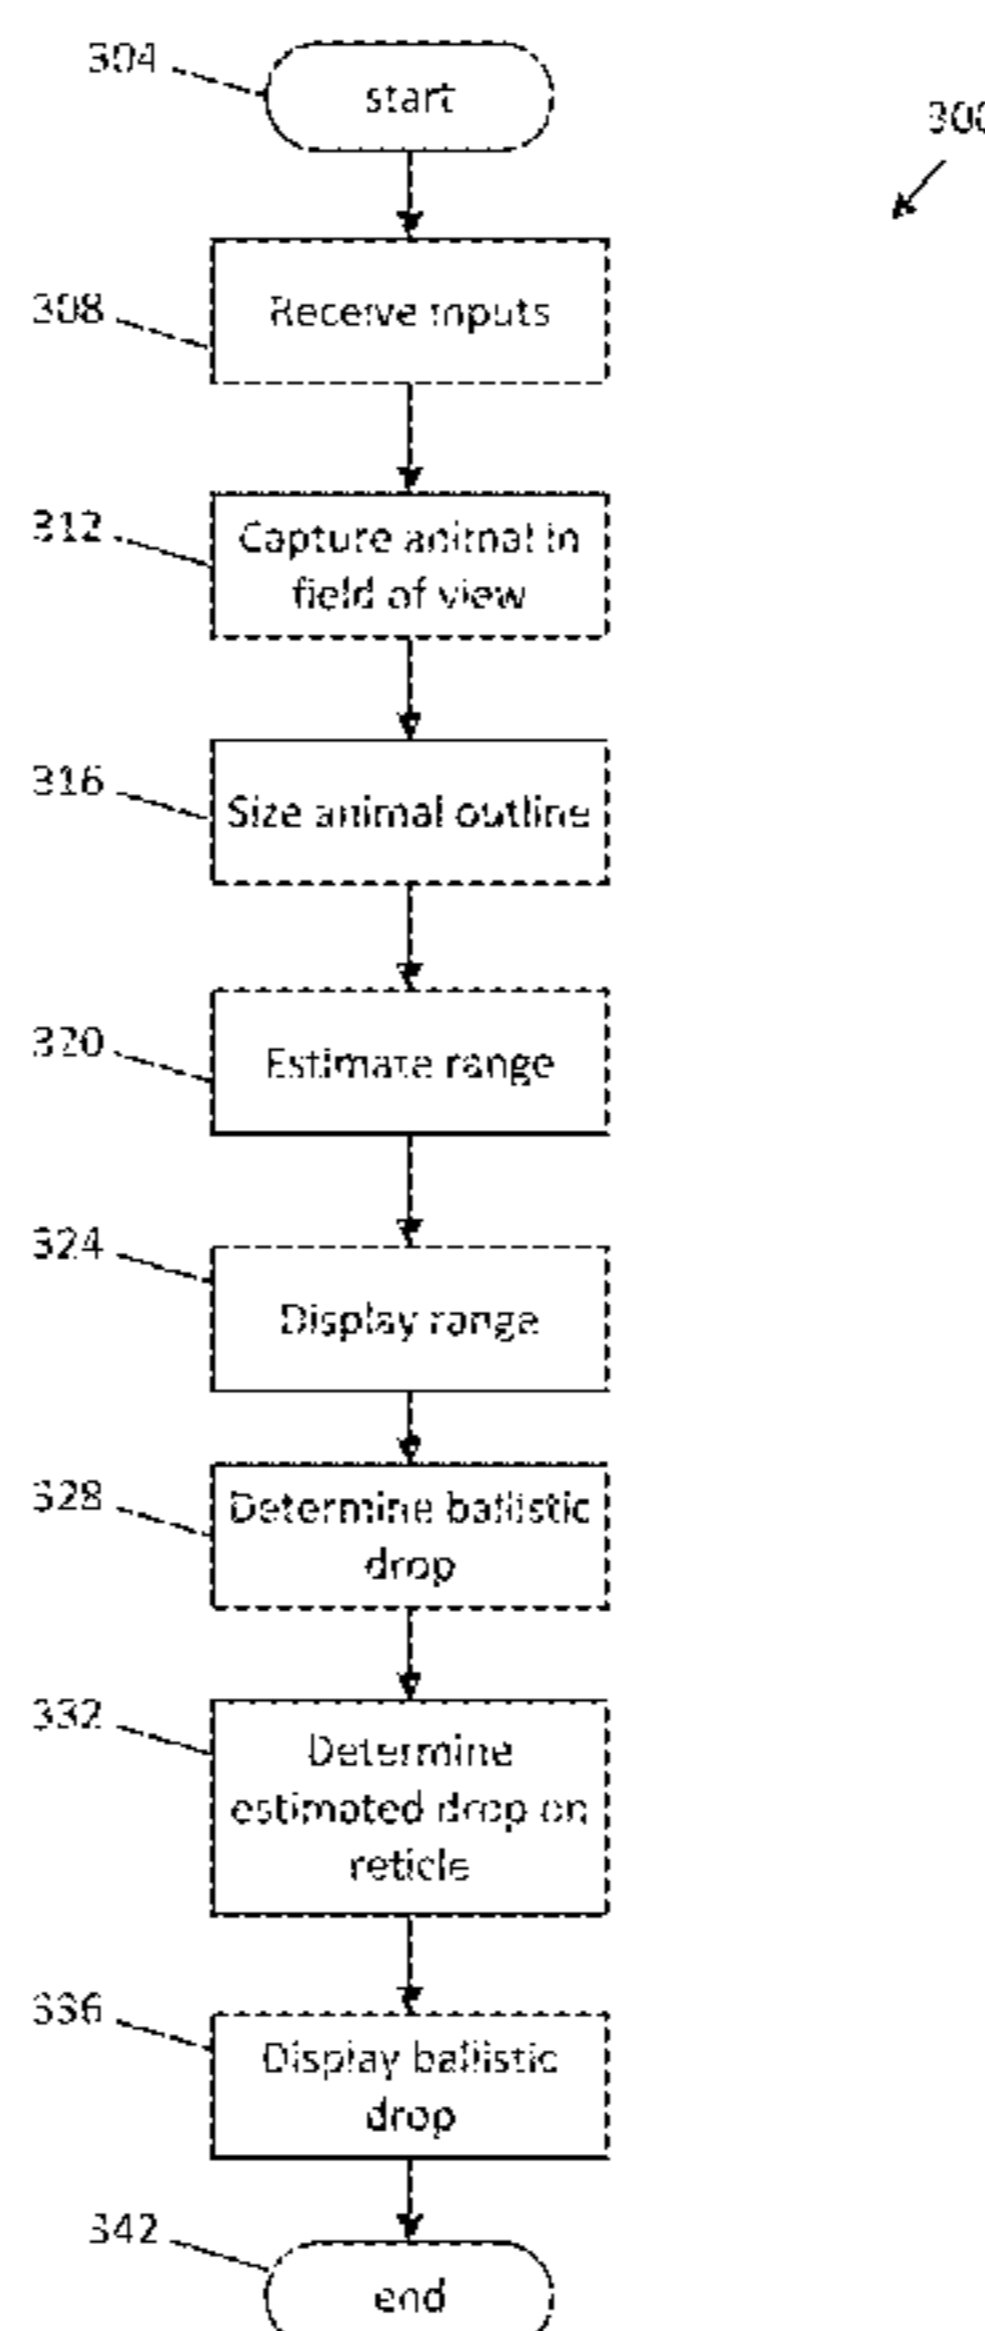 304
start
300
308
Receive inputs
312
Capture animal in
field of view
316
Size animal outline
320
Estimate range
324
Display range
328
Determine ballistic
drop
332
Determine
estimated drop on
reticle
336
Display ballistic
drop
342
end